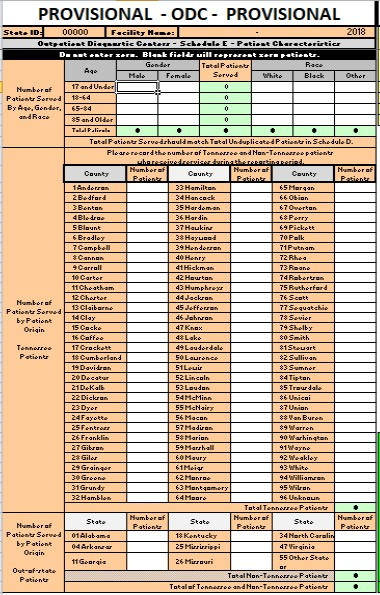 PROVISIONAL - ODC - PROVISIONAL
State ID: 00000 Facility Name: - 2018
Outpatient Diagnostic Centers - Schedule E - Patient Characteristics
Do not enter zero. Blank fields will represent zero patients.
Number of Patients Served By Age, Gender, and Race
Age Gender Total Patients Served Race
Male Female White Black Other
17 and Under 0
18-64 0
65-84 0
85 and Older 0
Total Patients
Total Patients Served should match Total Unduplicated Patients in Schedule D.
Please record the number of Tennessee and Non-Tennessee patients
who received services during the reporting period.
Number of Patients Served by Patient Origin
Tennessee Patients
County Number of Patients County Number of Patients County Number of Patients
1 Anderson 33 Hamilton 65 Morgan
2 Bedford 34 Hancock 66 Obion
3 Benton 35 Hardeman 67 Overton
4 Bledsoe 36 Hardin 68 Perry
5 Blount 37 Hawkins 69 Pickett
6 Bradley 38 Haywood 70 Polk
7 Campbell 39 Henderson 71 Putnam
8 Cannon 40 Henry 72 Rhea
9 Carroll 41 Hickman 73 Roane
10 Carter 42 Houston 74 Robertson
11 Cheatham 43 Humphreys 75 Rutherford
12 Chester 44 Jackson 76 Scott
13 Claiborne 45 Jefferson 77 Sequatchie
14 Clay 46 Johnson 78 Sevier
15 Cocke 47 Knox 79 Shelby
16 Coffee 48 Lake 80 Smith
17 Crockett 49 Lauderdale 81 Stewart
18 Cumberland 50 Lawrence 82 Sullivan
19 Davidson 51 Lewis 83 Sumner
20 Decatur 52 Lincoln 84 Tipton
21 DeKalb 53 Loudon 85 Trousdale
22 Dickson 54 McMinn 86 Unicoi
23 Dyer 55 McNairy 87 Union
24 Fayette 56 Macon 88 Van Buren
25 Fentress 57 Madison 89 Warren
26 Franklin 58 Marion 90 Washington
27 Gibson 59 Marshall 91 Wayne
28 Giles 60 Maury 92 Weakley
29 Grainger 61 Meigs 93 White
30 Greene 62 Monroe 94 Williamson
31 Grundy 63 Montgomery 95 Wilson
32 Hamblen 64 Moore 96 Unknown
Total Tennessee Patients
Number of Patients Served by Patient Origin
Out-of-state Patients
State Number of Patients State Number of Patients State Number of Patients
01 Alabama 18 Kentucky 34 North Carolin
04 Arkansas 25 Mississippi 47 Virginia
11 Georgia 26 Missouri 55 Other State or
Total Non-Tennessee Patients
Total of Tennessee and Non-Tennessee Patients